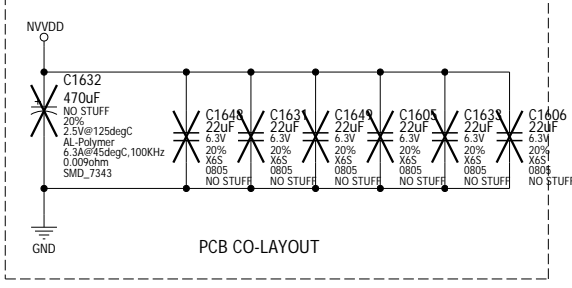 NVVDD
C1632
470uF
NO STUFF
20%
2.5V@125degC
AL-Polymer
6.3A@45degC,100KHz
0.009ohm
SMD_7343
C1648
22uF
6.3V
20%
X6S
0805
NO STUFF
C1631
22uF
6.3V
20%
X6S
0805
NO STUFF
C1649
22uF
6.3V
20%
X6S
0805
NO STUFF
C1605
22uF
6.3V
20%
X6S
0805
NO STUFF
C1633
22uF
6.3V
20%
X6S
0805
NO STUFF
C1606
22uF
6.3V
20%
X6S
0805
NO STUFF
GND
PCB CO-LAYOUT